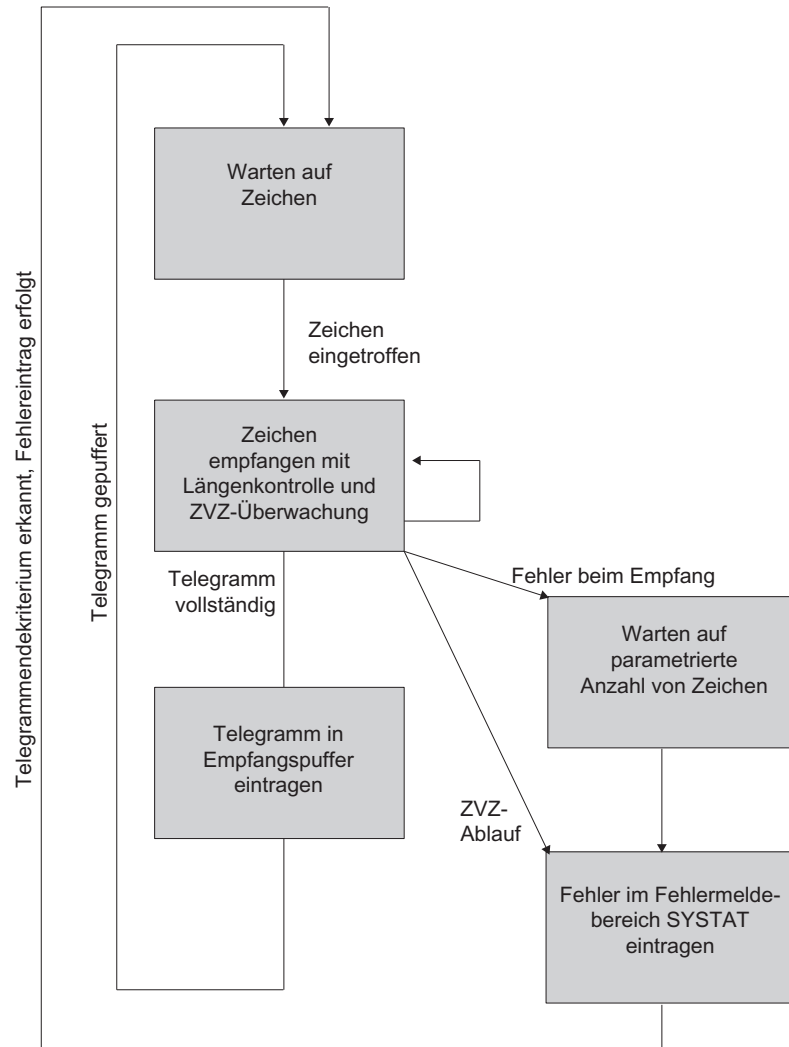 Telegrammendekriterium erkannt, Fehlereintrag erfolgt
Telegramm gepuffert
Warten auf
Zeichen
Zeichen
eingetroffen
Zeichen
empfangen mit
Längenkontrolle und
ZVZ-Überwachung
Telegramm
vollständig
Fehler beim Empfang
Warten auf
parametrierte
Anzahl von Zeichen
Telegramm in
Empfangspuffer
eintragen
ZVZ-
Ablauf
Fehler im Fehlermelde-
bereich SYSTAT
eintragen